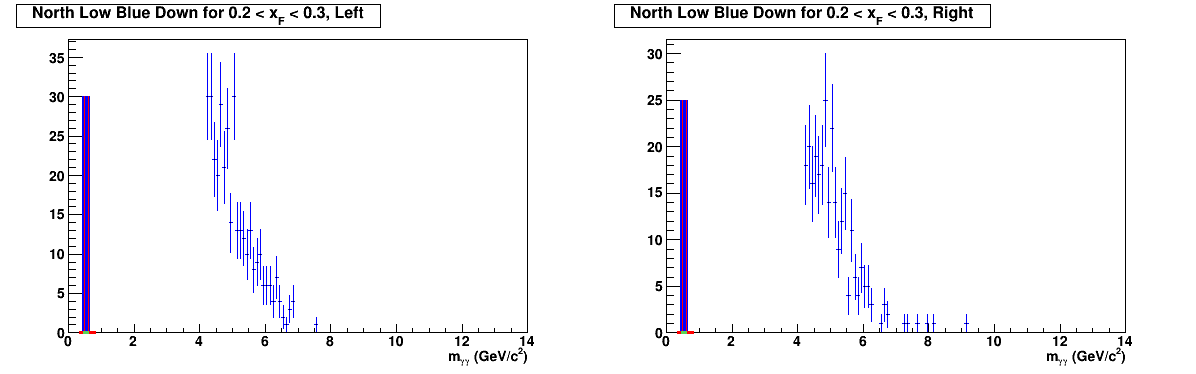 North Low Blue Down for 0.2 < x_F < 0.3, Left
35
30
25
20
15
10
5
0
0 2 4 6 8 10 12 14
m_γγ (GeV/c²)
North Low Blue Down for 0.2 < x_F < 0.3, Right
30
25
20
15
10
5
0
0 2 4 6 8 10 12 14
m_γγ (GeV/c²)